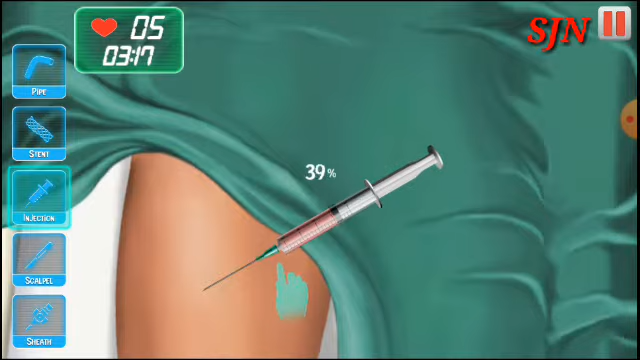 05
03:17
SJN
PIPE
STENT
39%
INJECTION
SCALPEL
SHEATH